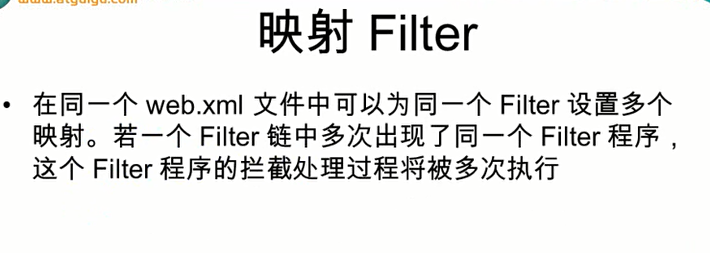 www.atguigu.com
映射 Filter
• 在同一个 web.xml 文件中可以为同一个 Filter 设置多个
映射。若一个 Filter 链中多次出现了同一个 Filter 程序，
这个 Filter 程序的拦截处理过程将被多次执行